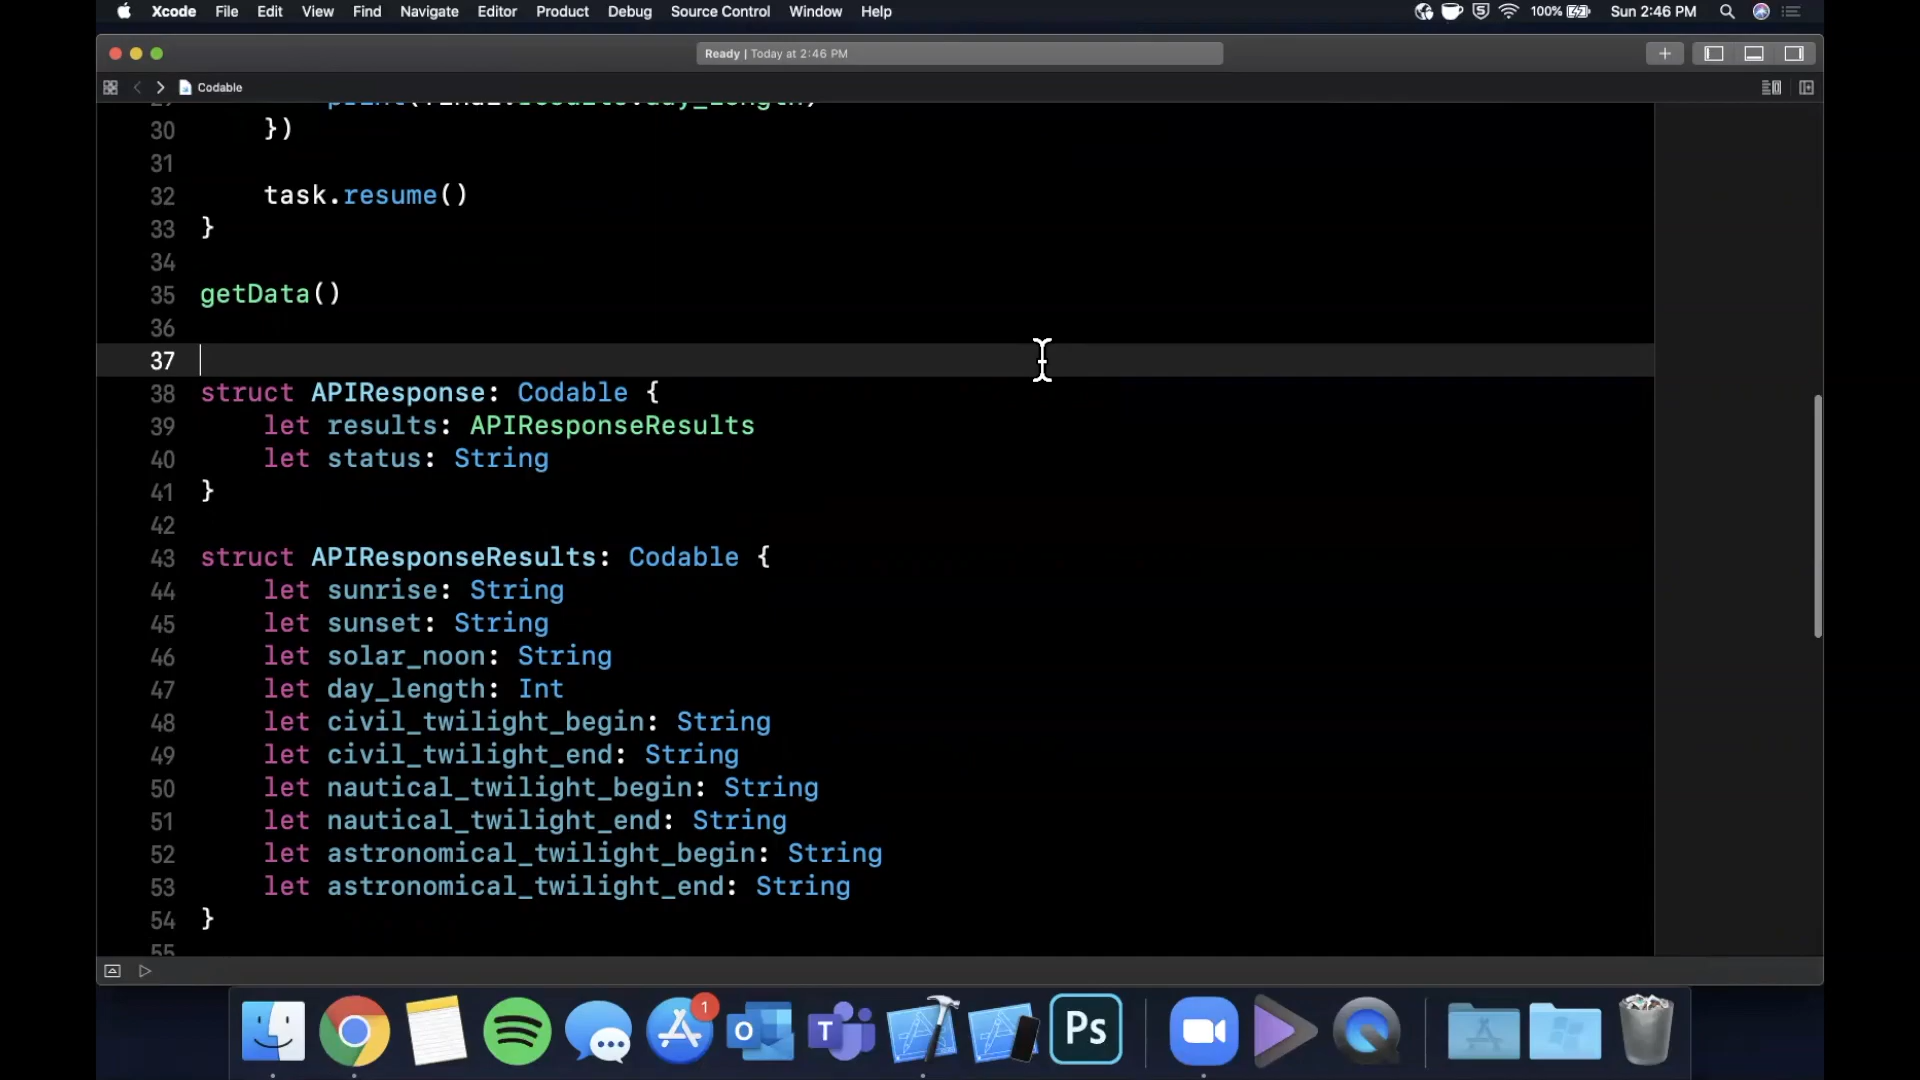 Xcode File Edit View Find Navigate Editor Product Debug Source Control Window Help 100% Sun 2:46 PM
Ready | Today at 2:46 PM
Codable
30 })
31
32 task.resume()
33 }
34
35 getData()
36
37
38 struct APIResponse: Codable {
39 let results: APIResponseResults
40 let status: String
41 }
42
43 struct APIResponseResults: Codable {
44 let sunrise: String
45 let sunset: String
46 let solar_noon: String
47 let day_length: Int
48 let civil_twilight_begin: String
49 let civil_twilight_end: String
50 let nautical_twilight_begin: String
51 let nautical_twilight_end: String
52 let astronomical_twilight_begin: String
53 let astronomical_twilight_end: String
54 }
55
1
O
T
Ps